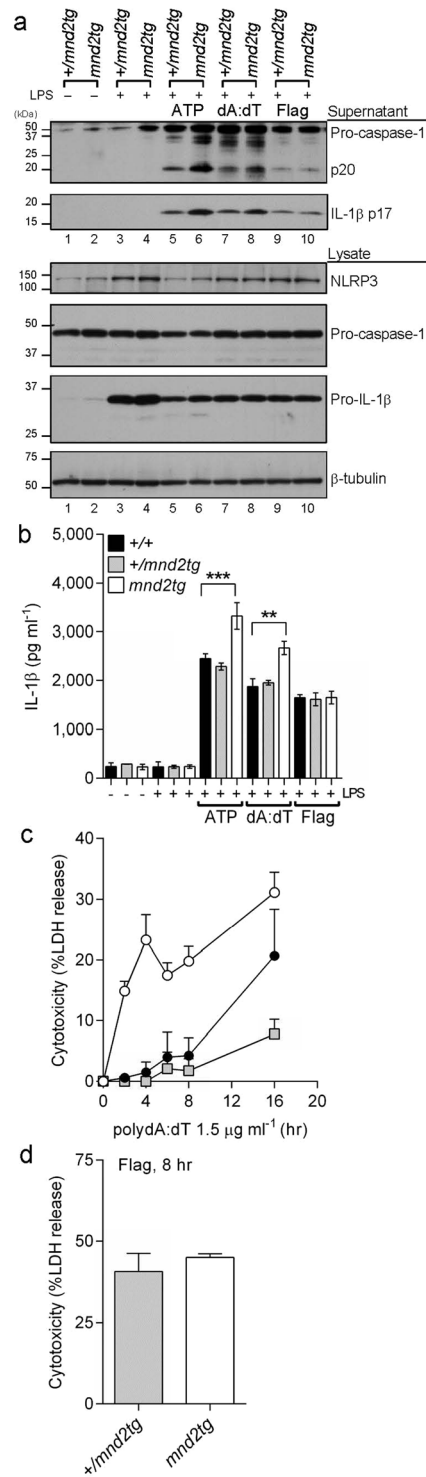 a
+/mnd2tg mnd2tg +/mnd2tg mnd2tg +/mnd2tg mnd2tg +/mnd2tg mnd2tg +/mnd2tg mnd2tg
LPS – – + + + + + + + +
(kDa) ATP dA:dT Flag Supernatant
50 Pro-caspase-1
37
25
20 p20
20
15 IL-1β p17
1 2 3 4 5 6 7 8 9 10
Lysate
150 NLRP3
100
50 Pro-caspase-1
37
37 Pro-IL-1β
25
75
50 β-tubulin
1 2 3 4 5 6 7 8 9 10
b
5,000 +/+
+/mnd2tg
4,000 mnd2tg
***
3,000 **
2,000
1,000
0
IL-1β (pg ml⁻¹)
- - - + + + + + + + + + + + + LPS
ATP dA:dT Flag
c
40
30
20
10
0
Cytotoxicity (%LDH release)
0 4 8 12 16 20
polydA:dT 1.5 μg ml⁻¹ (hr)
d
75 Flag, 8 hr
50
25
0
Cytotoxicity (%LDH release)
+/mnd2tg mnd2tg